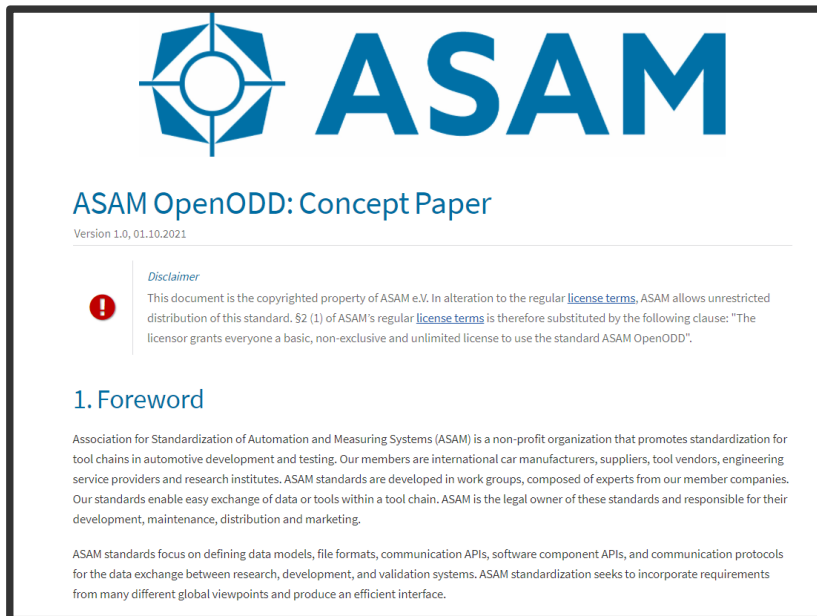 ASAM
ASAM OpenODD: Concept Paper
Version 1.0, 01.10.2021
Disclaimer
This document is the copyrighted property of ASAM e.V. In alteration to the regular license terms, ASAM allows unrestricted
distribution of this standard. §2 (1) of ASAM's regular license terms is therefore substituted by the following clause: "The
licensor grants everyone a basic, non-exclusive and unlimited license to use the standard ASAM OpenODD".
1. Foreword
Association for Standardization of Automation and Measuring Systems (ASAM) is a non-profit organization that promotes standardization for
tool chains in automotive development and testing. Our members are international car manufacturers, suppliers, tool vendors, engineering
service providers and research institutes. ASAM standards are developed in work groups, composed of experts from our member companies.
Our standards enable easy exchange of data or tools within a tool chain. ASAM is the legal owner of these standards and responsible for their
development, maintenance, distribution and marketing.
ASAM standards focus on defining data models, file formats, communication APIs, software component APIs, and communication protocols
for the data exchange between research, development, and validation systems. ASAM standardization seeks to incorporate requirements
from many different global viewpoints and produce an efficient interface.